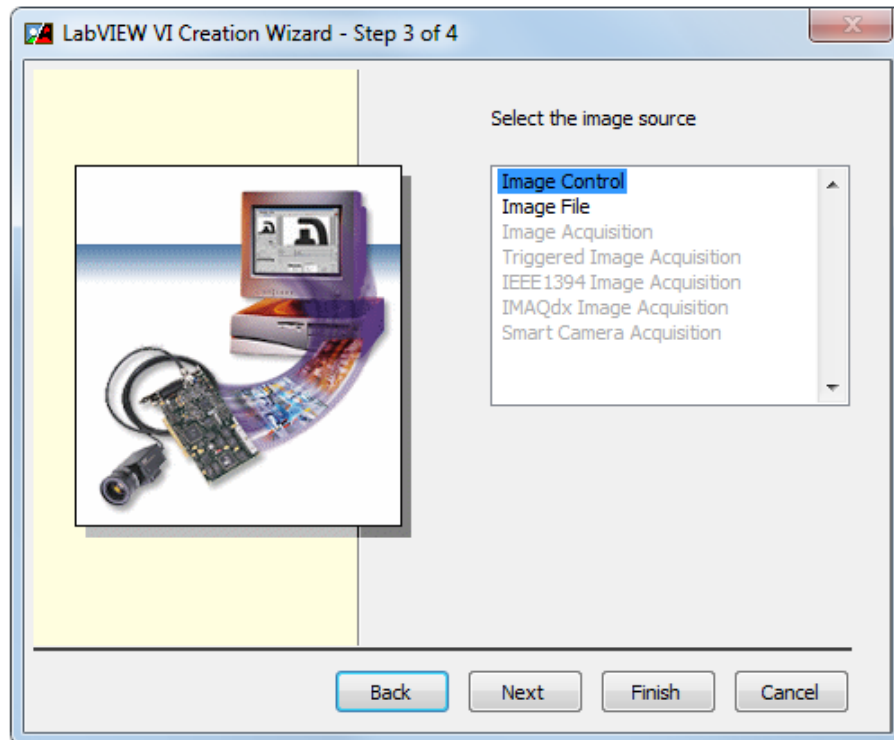 LabVIEW VI Creation Wizard - Step 3 of 4
Select the image source
Image Control
Image File
Image Acquisition
Triggered Image Acquisition
IEEE1394 Image Acquisition
IMAQdx Image Acquisition
Smart Camera Acquisition
Back Next Finish Cancel